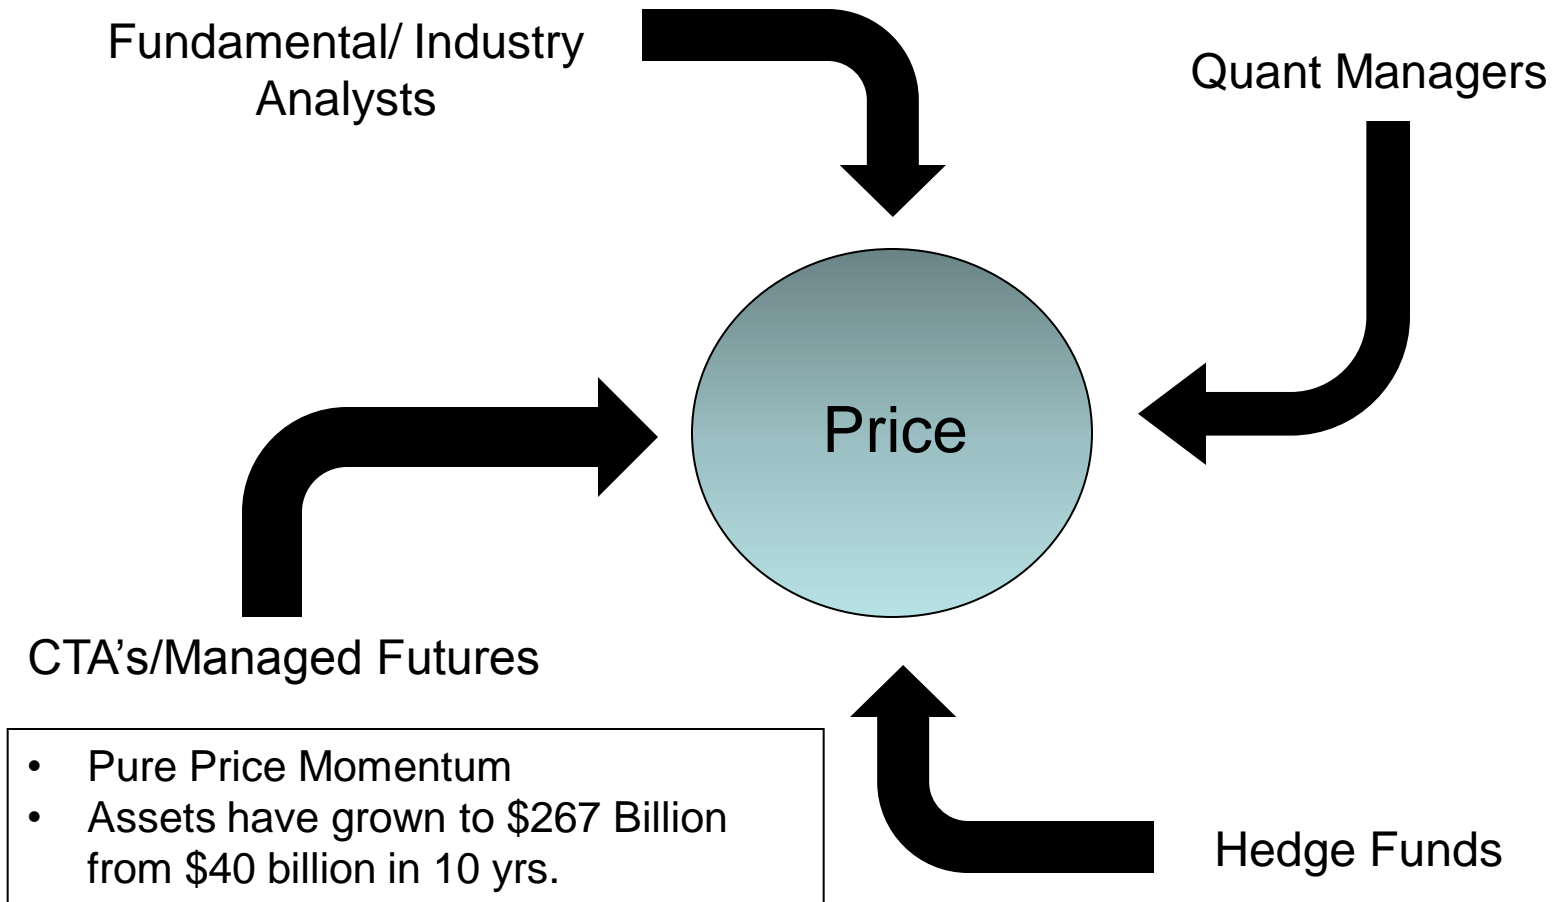 Fundamental/ Industry
Analysts
Quant Managers
Price
CTA’s/Managed Futures
• Pure Price Momentum
• Assets have grown to $267 Billion
from $40 billion in 10 yrs.
Hedge Funds